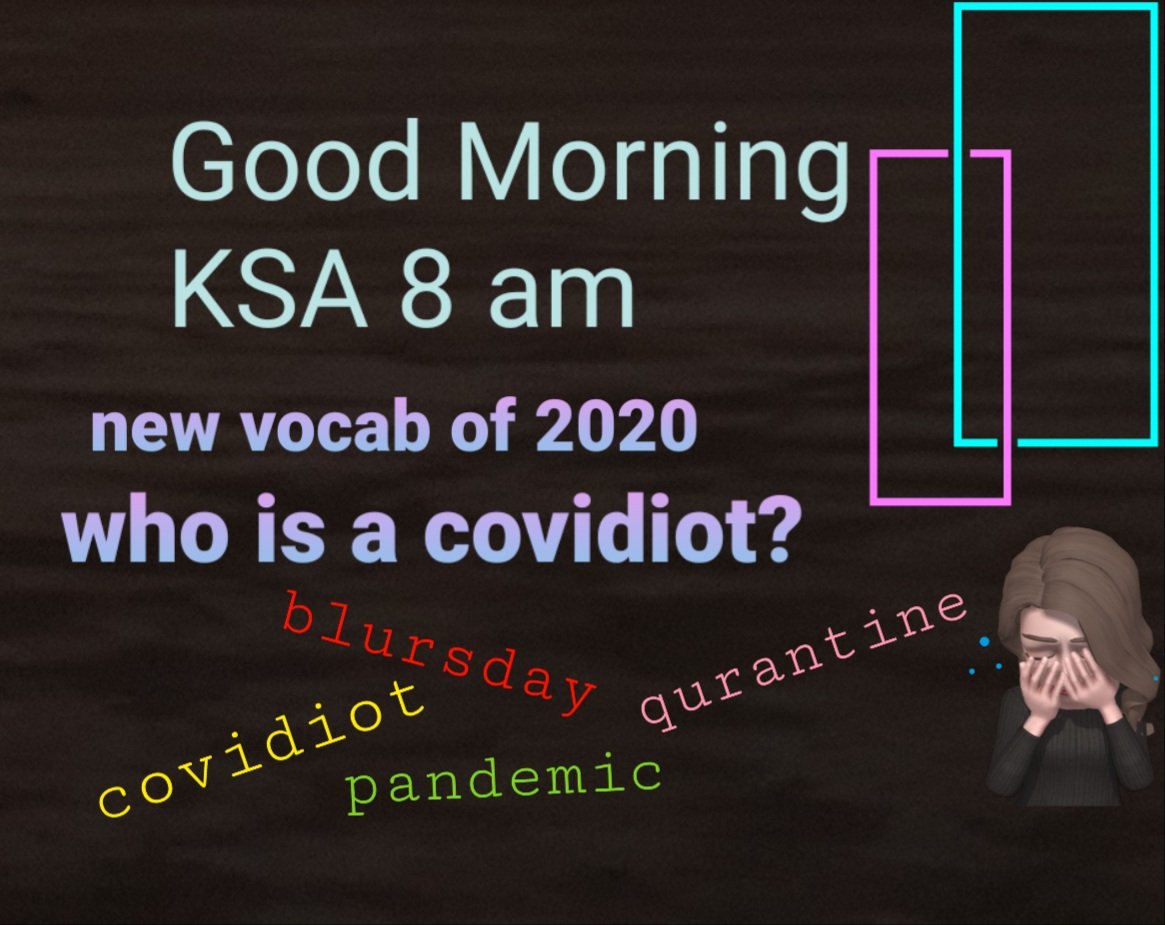 Good Morning
KSA 8 am
new vocab of 2020
who is a covidiot?
blursday
qurantine
covidiot
pandemic